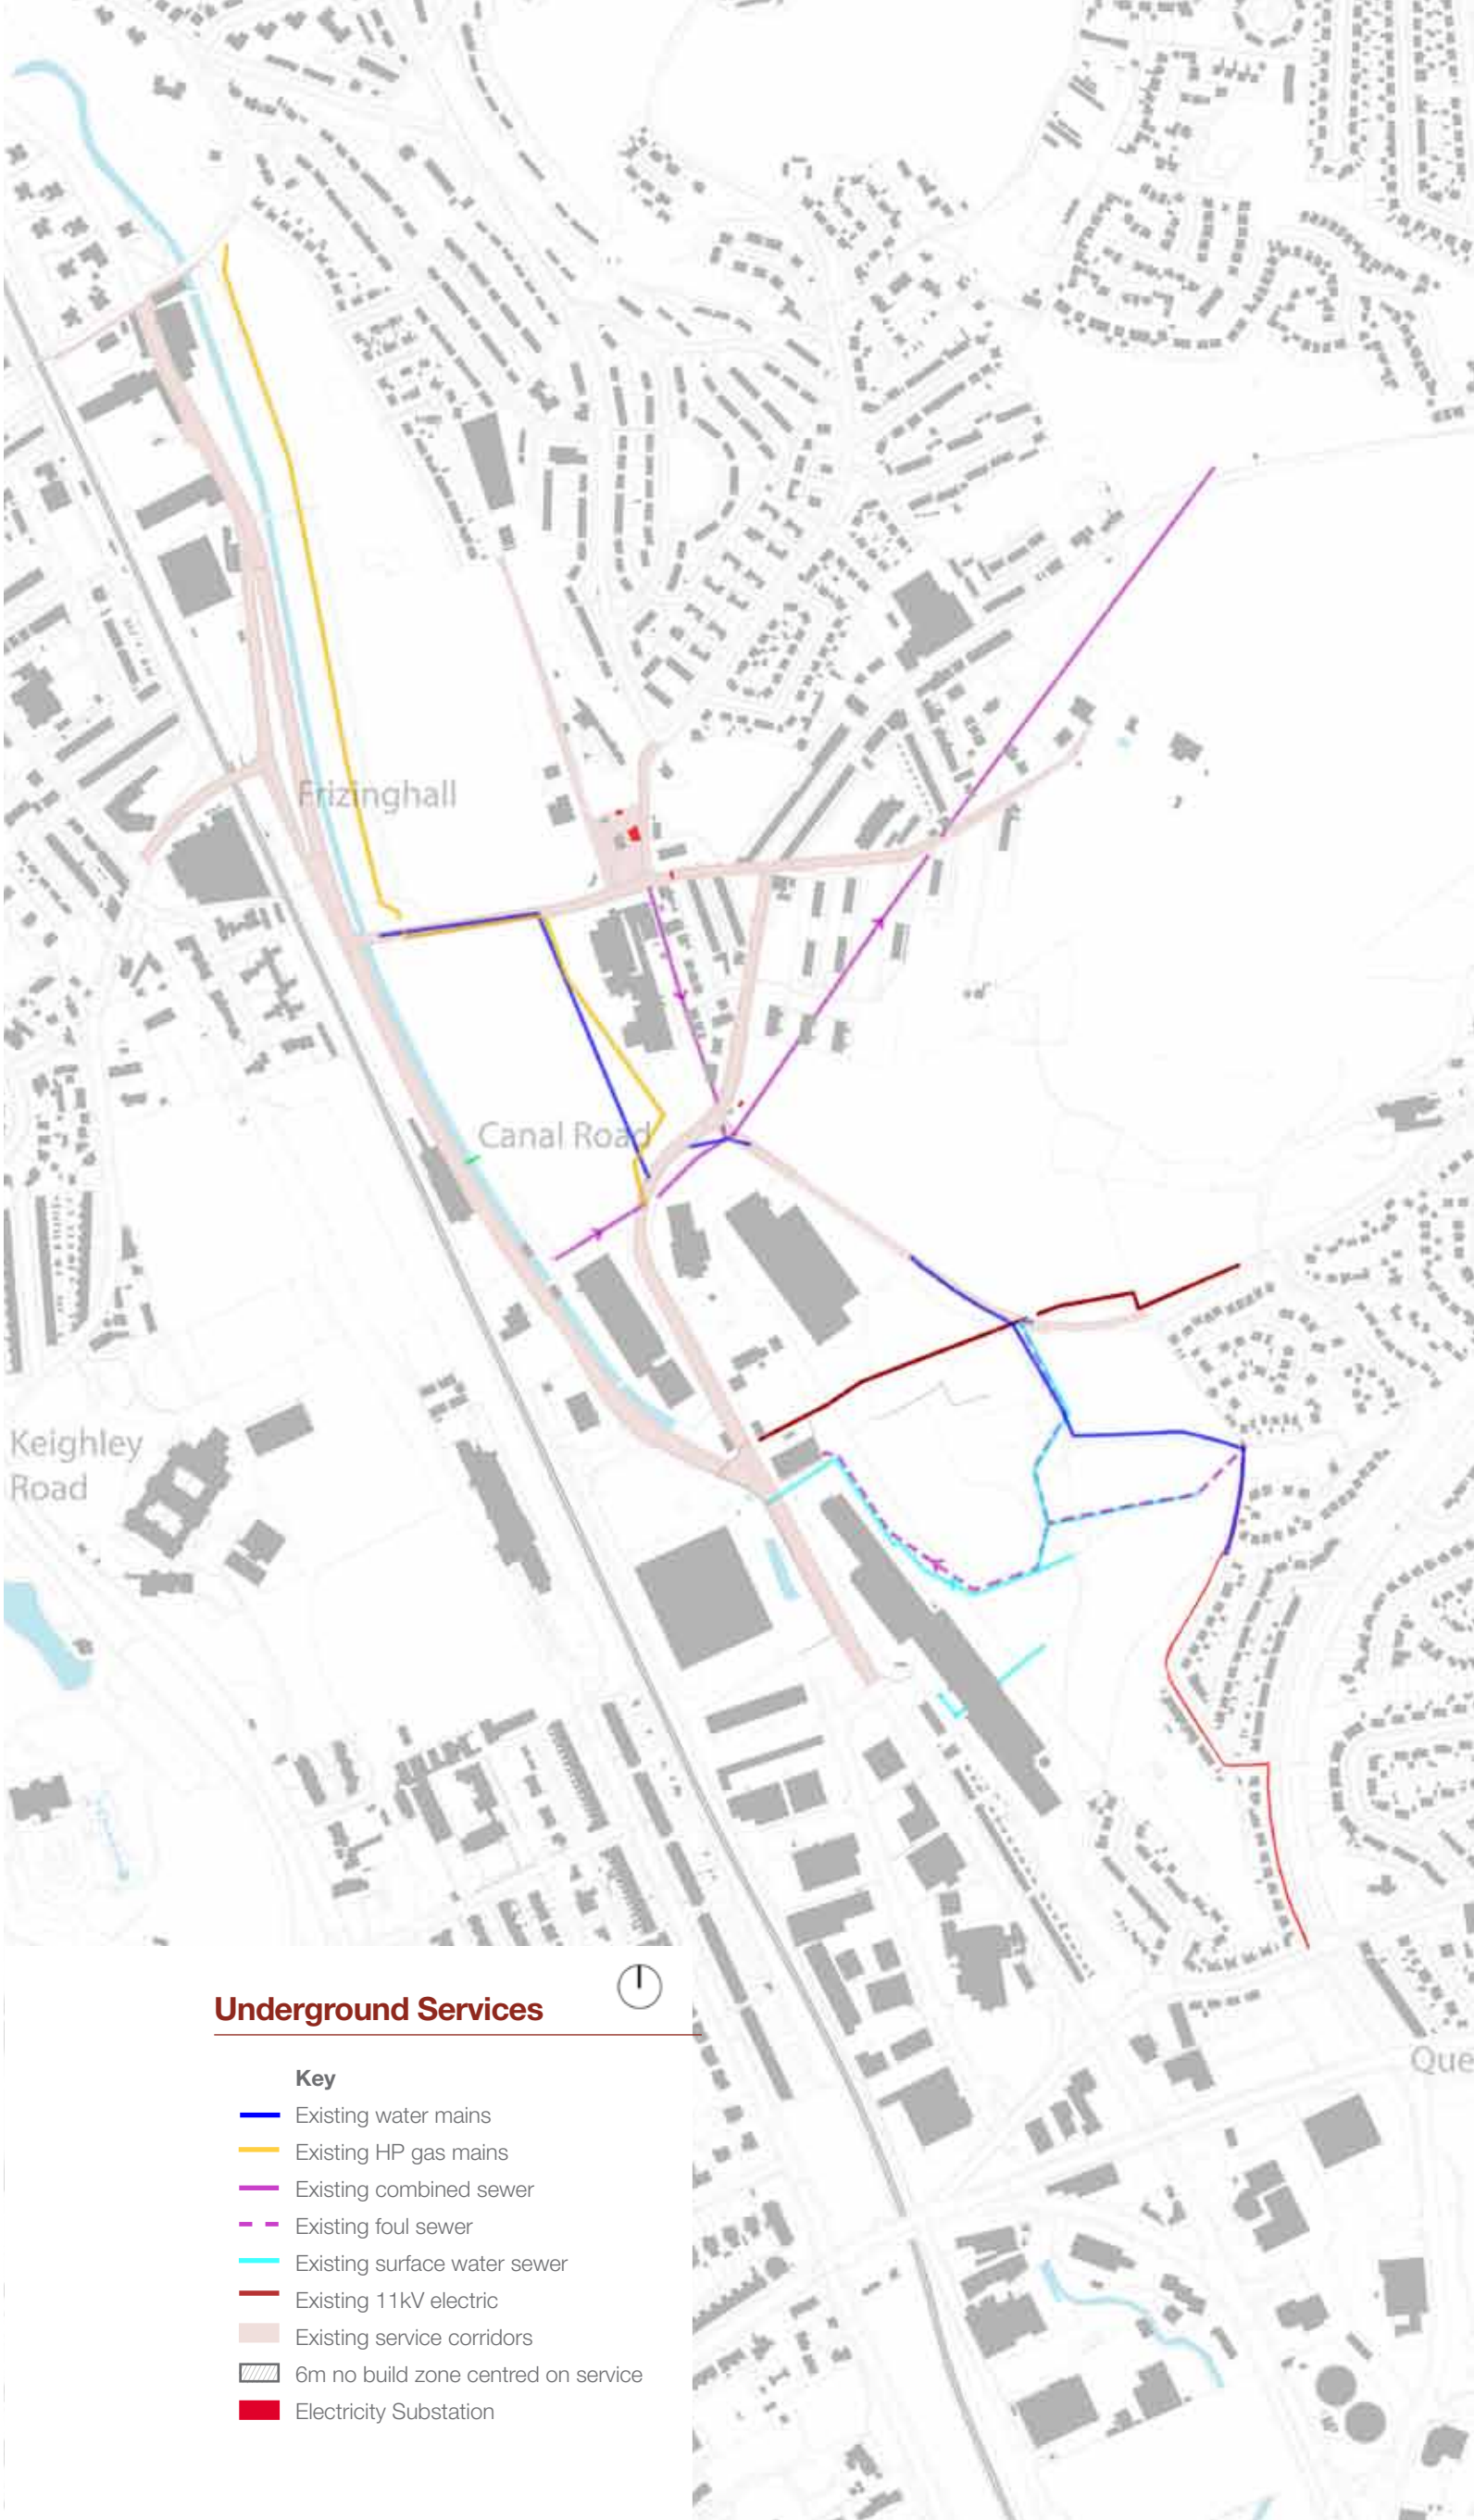 Frizinghall
Canal Road
Keighley
Road
Que
Underground Services
Key
Existing water mains
Existing HP gas mains
Existing combined sewer
Existing foul sewer
Existing surface water sewer
Existing 11kV electric
Existing service corridors
6m no build zone centred on service
Electricity Substation